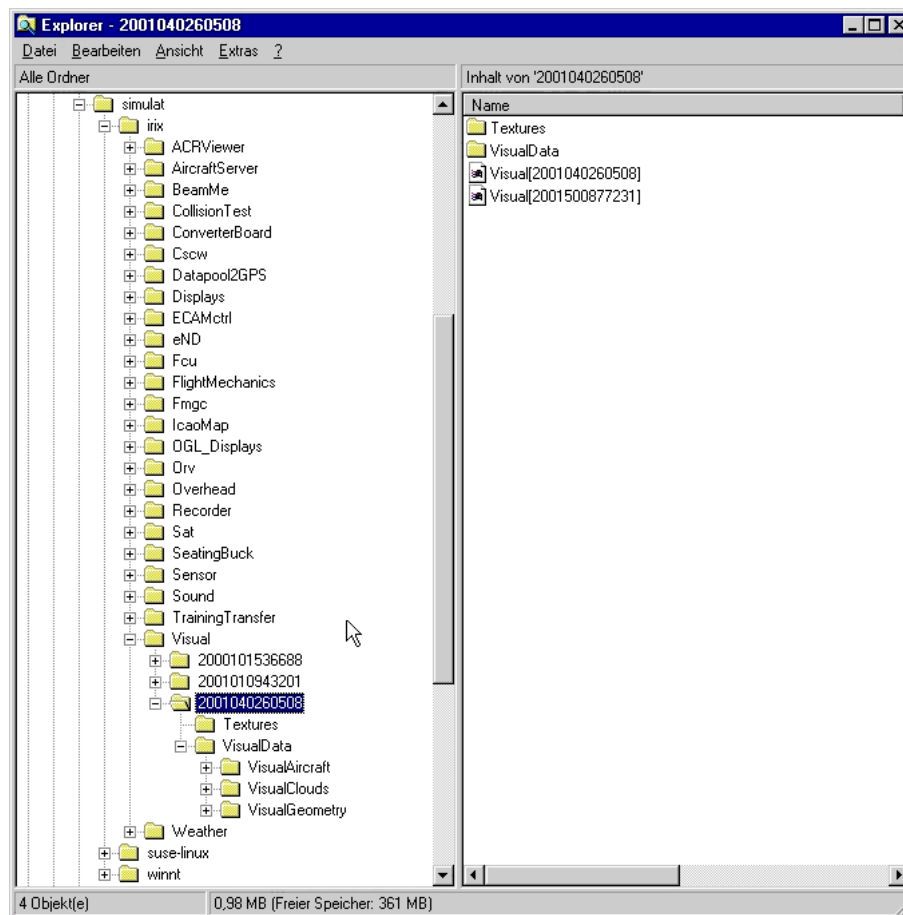 Explorer - 2001040260508
Datei Bearbeiten Ansicht Extras ?
Alle Ordner
Inhalt von '2001040260508'
simulat
irix
ACRViewer
AircraftServer
BeamMe
CollisionTest
ConverterBoard
Cscw
Datapool2GPS
Displays
ECAMctrl
eND
Fcu
FlightMechanics
Fmgc
IcaoMap
OGL_Displays
Orv
Overhead
Recorder
Sat
SeatingBuck
Sensor
Sound
TrainingTransfer
Visual
2000101536688
2001010943201
2001040260508
Textures
VisualData
VisualAircraft
VisualClouds
VisualGeometry
Weather
suse-linux
winnt
Name
Textures
VisualData
Visual[2001040260508]
Visual[2001500877231]
4 Objekt(e)
0,98 MB (Freier Speicher: 361 MB)